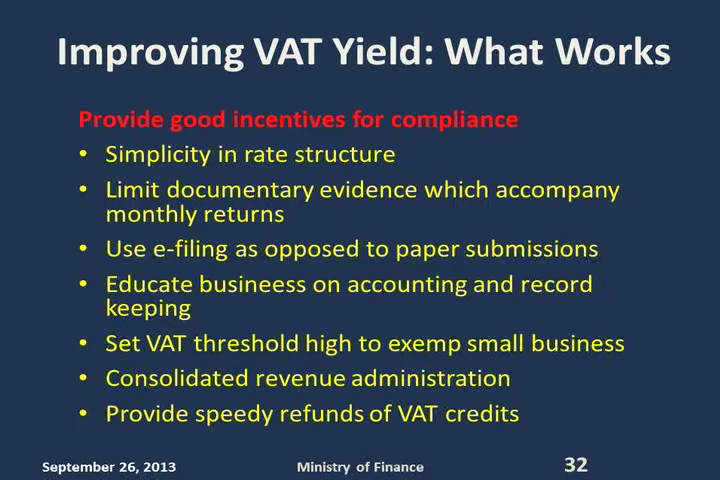 Improving VAT Yield: What Works
Provide good incentives for compliance
• Simplicity in rate structure
• Limit documentary evidence which accompany
monthly returns
• Use e-filing as opposed to paper submissions
• Educate busineess on accounting and record
keeping
• Set VAT threshold high to exemp small business
• Consolidated revenue administration
• Provide speedy refunds of VAT credits
September 26, 2013 Ministry of Finance 32